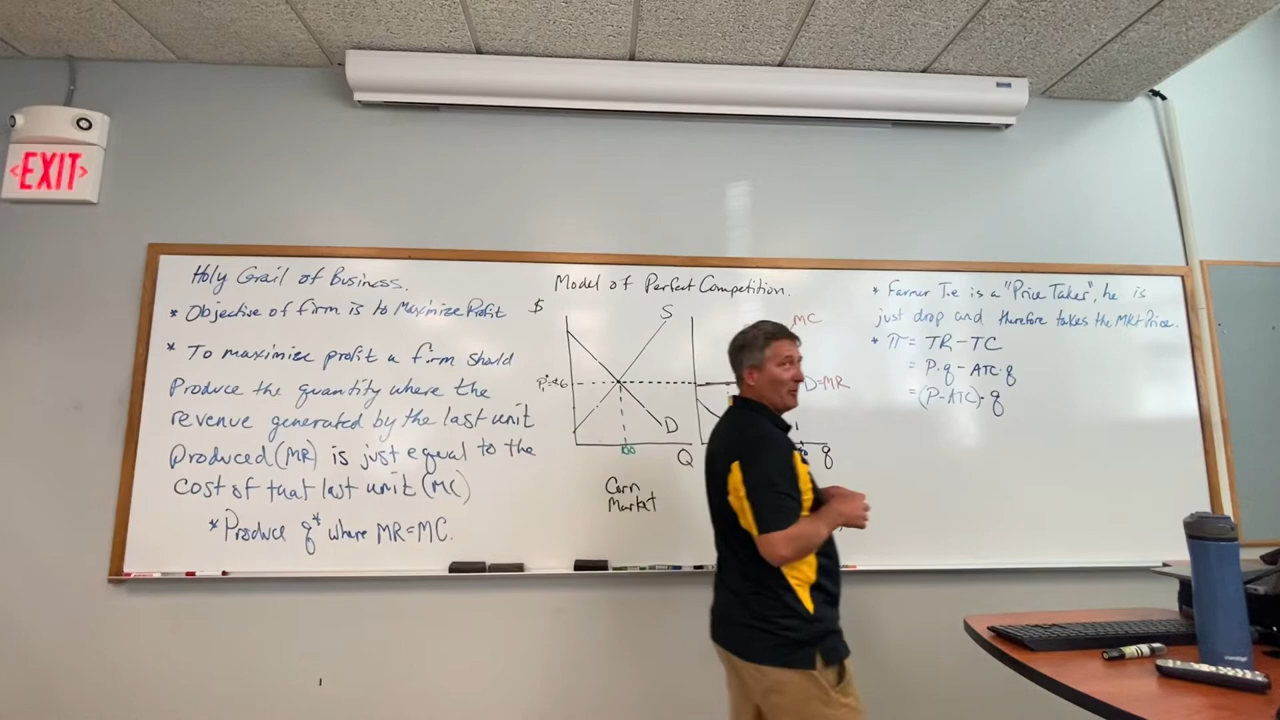 EXIT
Holy Grail of Business.
* Objective of firm is to Maximize Profit
* To maximize profit a firm should
Produce the quantity where the
revenue generated by the last unit
produced (MR) is just equal to the
cost of that last unit (MC)
* Produce q* where MR=MC.
Model of Perfect Competition.
$
S
D
100
Q
Corn
Market
MC
D=MR
q
* Farmer J.e is a "Price Taker", he is
just drop and therefore takes the MKt Price.
* π = TR - TC
= P·q - ATC·q
= (P-ATC)·q